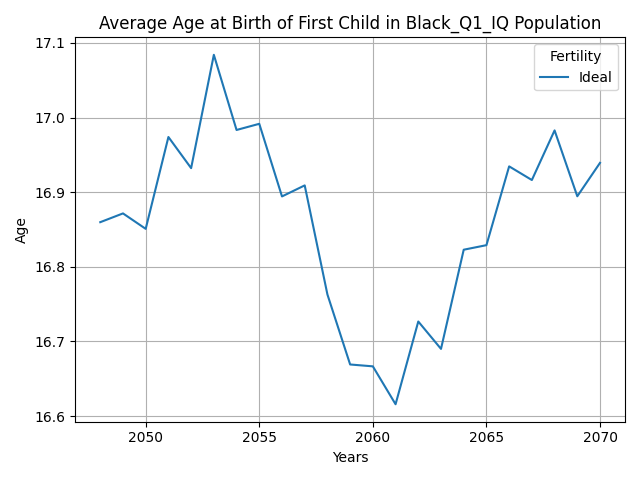 Average Age at Birth of First Child in Black_Q1_IQ Population
17.1
17.0
16.9
16.8
16.7
16.6
Age
Fertility
Ideal
2050
2055
2060
2065
2070
Years